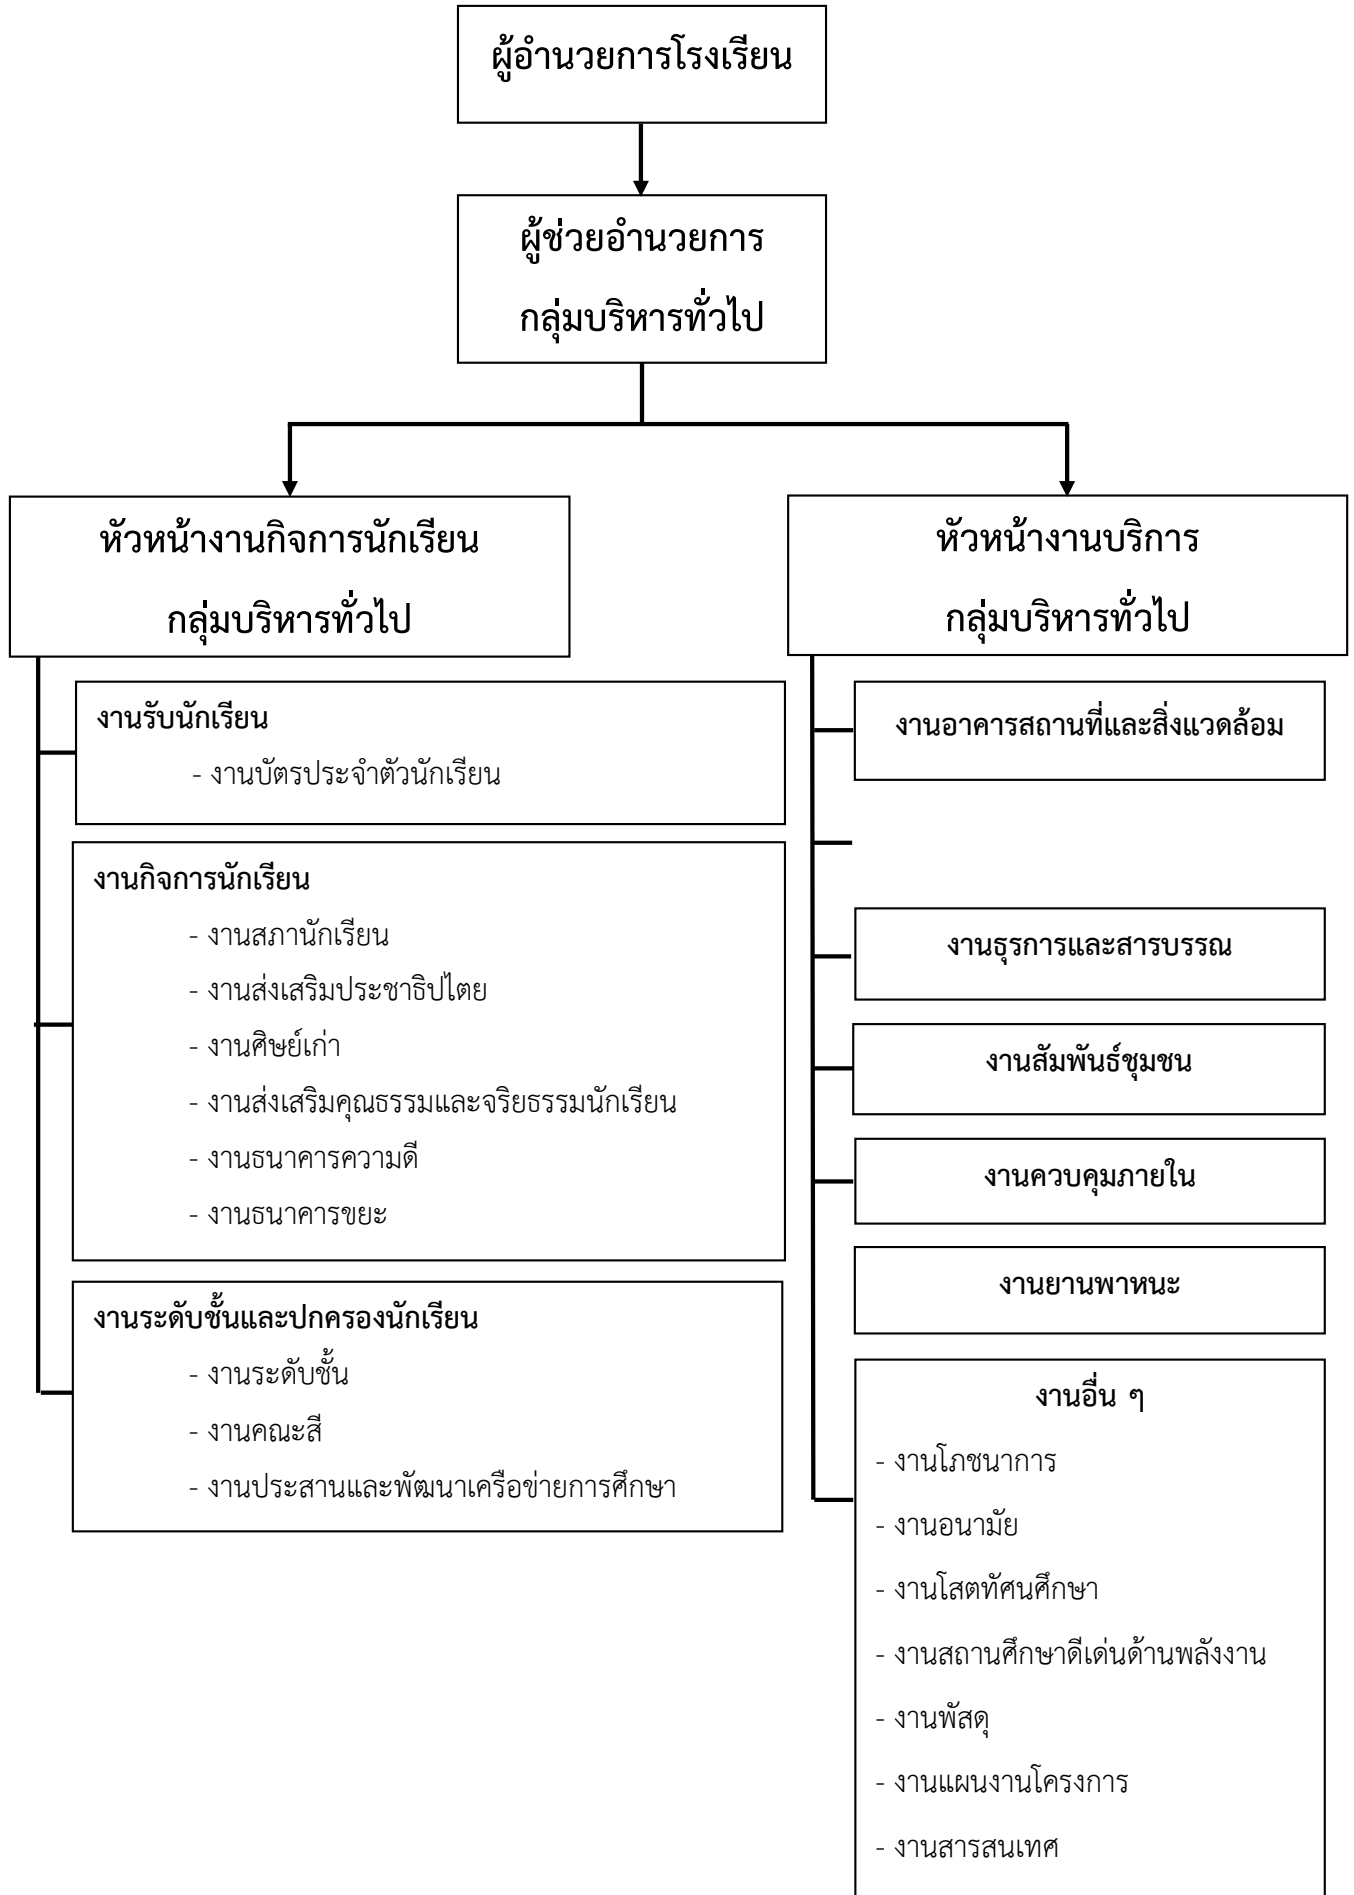 ผู้อำนวยการโรงเรียน
ผู้ช่วยอำนวยการ
กลุ่มบริหารทั่วไป
หัวหน้างานกิจการนักเรียน
กลุ่มบริหารทั่วไป
งานรับนักเรียน
- งานบัตรประจำตัวนักเรียน
งานกิจการนักเรียน
- งานสภานักเรียน
- งานส่งเสริมประชาธิปไตย
- งานศิษย์เก่า
- งานส่งเสริมคุณธรรมและจริยธรรมนักเรียน
- งานธนาคารความดี
- งานธนาคารขยะ
งานระดับชั้นและปกครองนักเรียน
- งานระดับชั้น
- งานคณะสี
- งานประสานและพัฒนาเครือข่ายการศึกษา
หัวหน้างานบริการ
กลุ่มบริหารทั่วไป
งานอาคารสถานที่และสิ่งแวดล้อม
งานธุรการและสารบรรณ
งานสัมพันธ์ชุมชน
งานควบคุมภายใน
งานยานพาหนะ
งานอื่น ๆ
- งานโภชนาการ
- งานอนามัย
- งานโสตทัศนศึกษา
- งานสถานศึกษาดีเด่นด้านพลังงาน
- งานพัสดุ
- งานแผนงานโครงการ
- งานสารสนเทศ